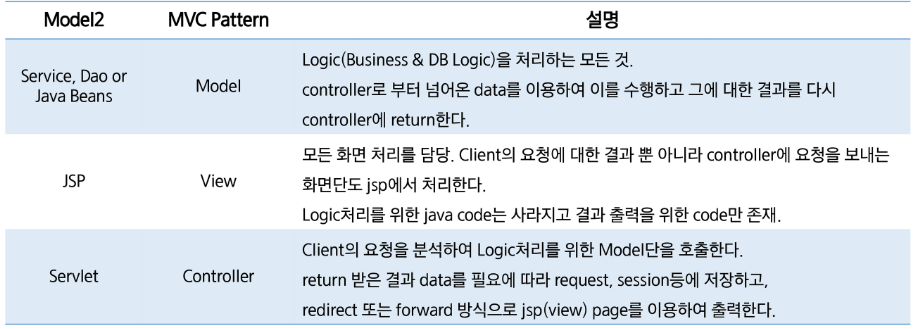 Model2 MVC Pattern 설명
Service, Dao or
Java Beans
Model
Logic(Business & DB Logic)을 처리하는 모든 것.
controller로 부터 넘어온 data를 이용하여 이를 수행하고 그에 대한 결과를 다시
controller에 return한다.
JSP
View
모든 화면 처리를 담당. Client의 요청에 대한 결과 뿐 아니라 controller에 요청을 보내는
화면단도 jsp에서 처리한다.
Logic처리를 위한 java code는 사라지고 결과 출력을 위한 code만 존재.
Servlet
Controller
Client의 요청을 분석하여 Logic처리를 위한 Model단을 호출한다.
return 받은 결과 data를 필요에 따라 request, session등에 저장하고,
redirect 또는 forward 방식으로 jsp(view) page를 이용하여 출력한다.